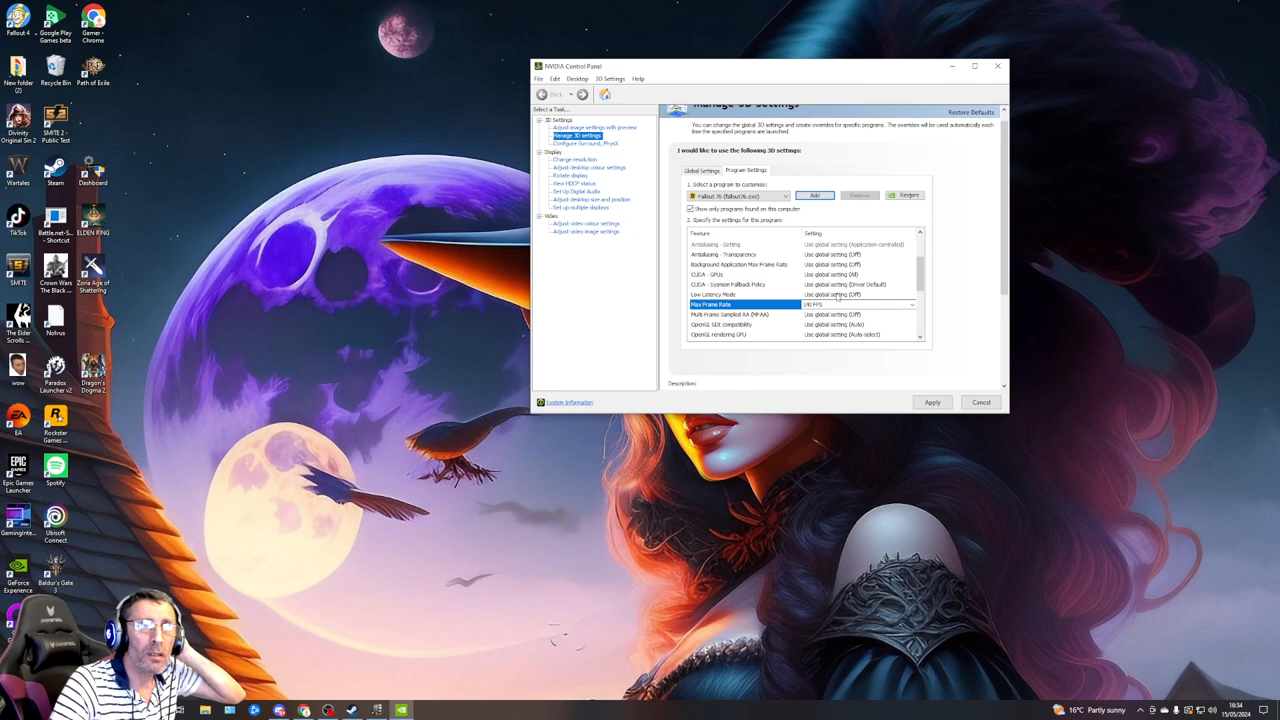 Fallout 4
Google Play Games beta
Gamer - Chrome
New folder
Recycle Bin
Path of Exile
Divinity - Original Sin 2
SMITE 2 - Public Test
Virtories
Dashboard
Shortcut
ELDEN RING
SMITE
Crown Wars The Black ...
Zona Age of Shattering
Nolvus
wow
Paradox Launcher v2
Dragon's Dogma 2
EA
Rockstar Games ...
Epic Games Launcher
Spotify
GamingInte...
Ubisoft Connect
GeForce Experience
Baldur's Gate 3
NVIDIA Control Panel
File Edit Desktop 3D Settings Help
Back
Select a Task...
3D Settings
Adjust image settings with preview
Manage 3D settings
Configure Surround, PhysX
Display
Change resolution
Adjust desktop colour settings
Rotate display
View HDCP status
Set Up Digital Audio
Adjust desktop size and position
Set up multiple displays
Video
Adjust video colour settings
Adjust video image settings
System Information
Manage 3D Settings
Restore Defaults
You can change the global 3D settings and create overrides for specific programs. The overrides will be used automatically each
time the specified programs are launched.
I would like to use the following 3D settings:
Global Settings Program Settings
1. Select a program to customise:
Fallout 76 (fallout76.exe) Add Remove Restore
Show only programs found on this computer
2. Specify the settings for this program:
Feature Setting
Antialiasing - Setting Use global setting (Application-controlled)
Antialiasing - Transparency Use global setting (Off)
Background Application Max Frame Rate Use global setting (Off)
CUDA - GPUs Use global setting (All)
CUDA - Sysmem Fallback Policy Use global setting (Driver Default)
Low Latency Mode Use global setting (Off)
Max Frame Rate 140 FPS
Multi-Frame Sampled AA (MFAA) Use global setting (Off)
OpenGL GDI compatibility Use global setting (Auto)
OpenGL rendering GPU Use global setting (Auto-select)
Description:
Apply Cancel
16°C Partly sunny
16:34
15/05/2024